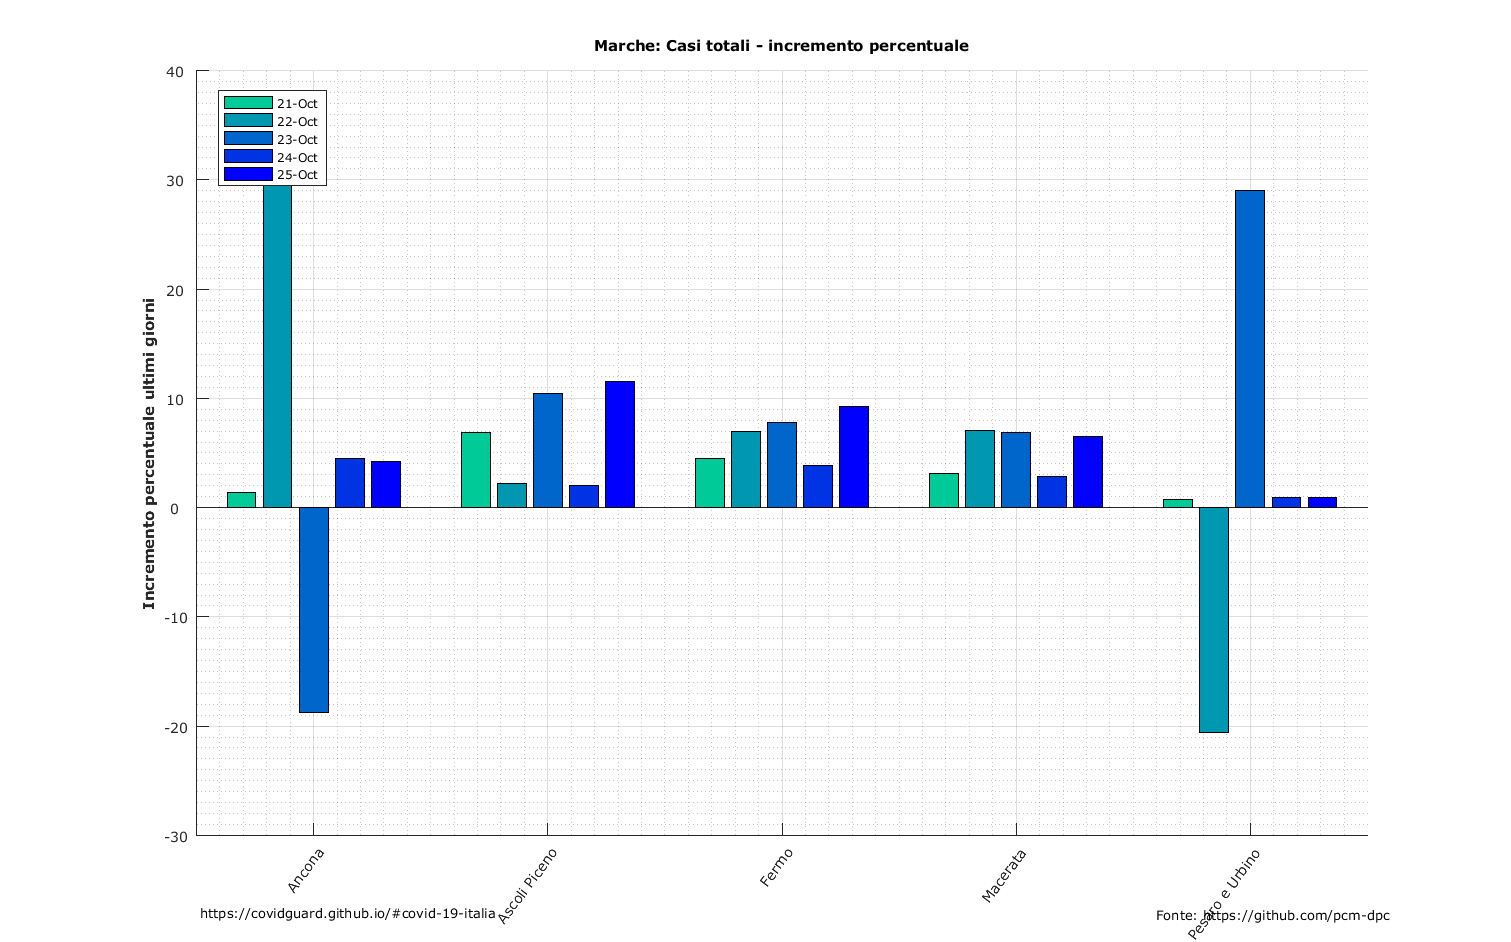 Marche: Casi totali - incremento percentuale
40
30
20
10
0
-10
-20
-30
Incremento percentuale ultimi giorni
21-Oct
22-Oct
23-Oct
24-Oct
25-Oct
Ancona
Ascoli Piceno
Fermo
Macerata
Pesaro e Urbino
https://covidguard.github.io/#covid-19-italia
Fonte: https://github.com/pcm-dpc